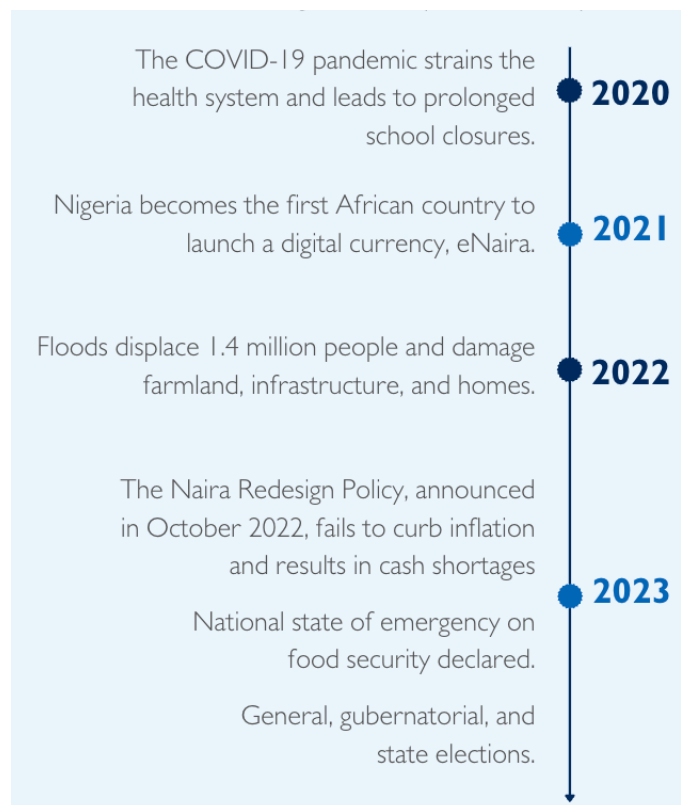 The COVID-19 pandemic strains the
health system and leads to prolonged
school closures.
2020
Nigeria becomes the first African country to
launch a digital currency, eNaira.
2021
Floods displace 1.4 million people and damage
farmland, infrastructure, and homes.
2022
The Naira Redesign Policy, announced
in October 2022, fails to curb inflation
and results in cash shortages
National state of emergency on
food security declared.
General, gubernatorial, and
state elections.
2023